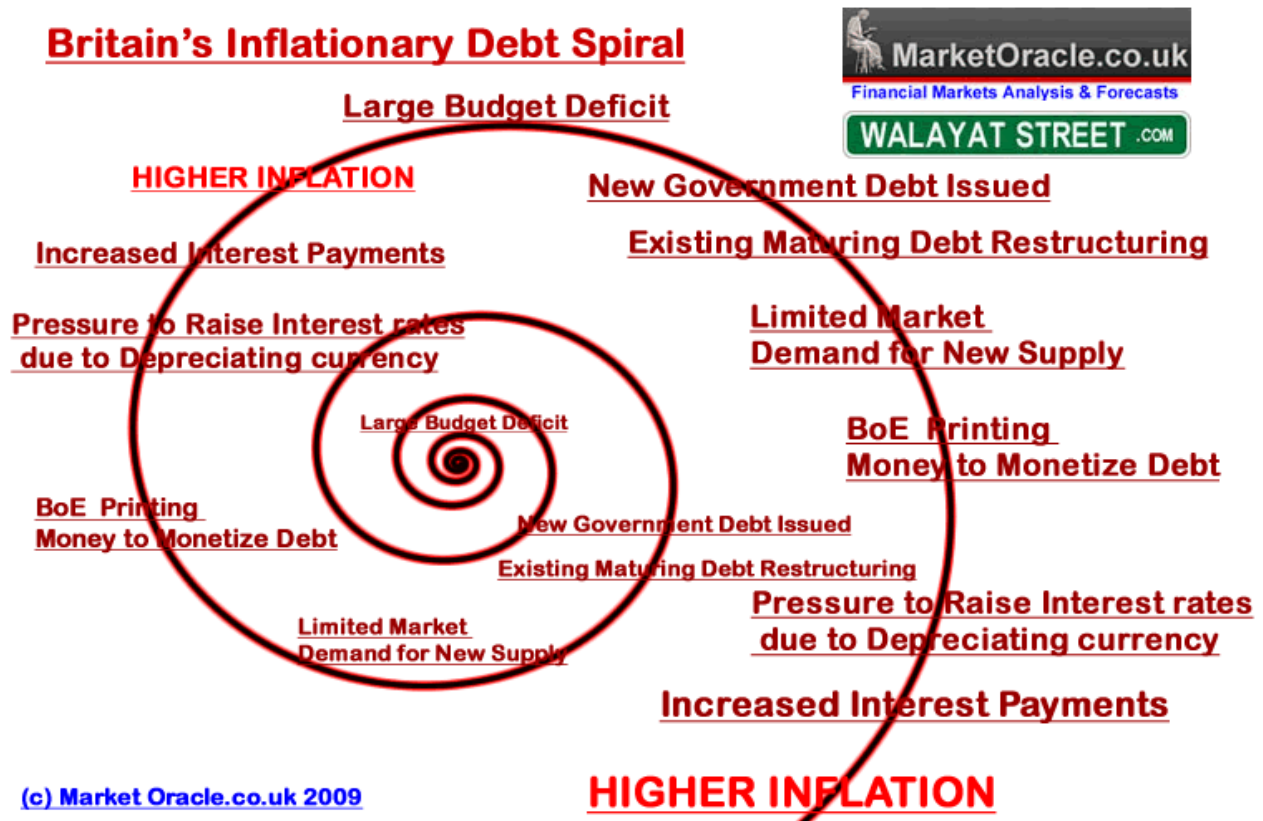 Britain's Inflationary Debt Spiral
MarketOracle.co.uk
Financial Markets Analysis & Forecasts
WALAYAT STREET .COM
Large Budget Deficit
HIGHER INFLATION
New Government Debt Issued
Increased Interest Payments
Existing Maturing Debt Restructuring
Pressure to Raise Interest rates
due to Depreciating currency
Limited Market
Demand for New Supply
Large Budget Deficit
BoE Printing
Money to Monetize Debt
BoE Printing
Money to Monetize Debt
New Government Debt Issued
Existing Maturing Debt Restructuring
Pressure to Raise Interest rates
due to Depreciating currency
Limited Market
Demand for New Supply
Increased Interest Payments
HIGHER INFLATION
(c) Market Oracle.co.uk 2009